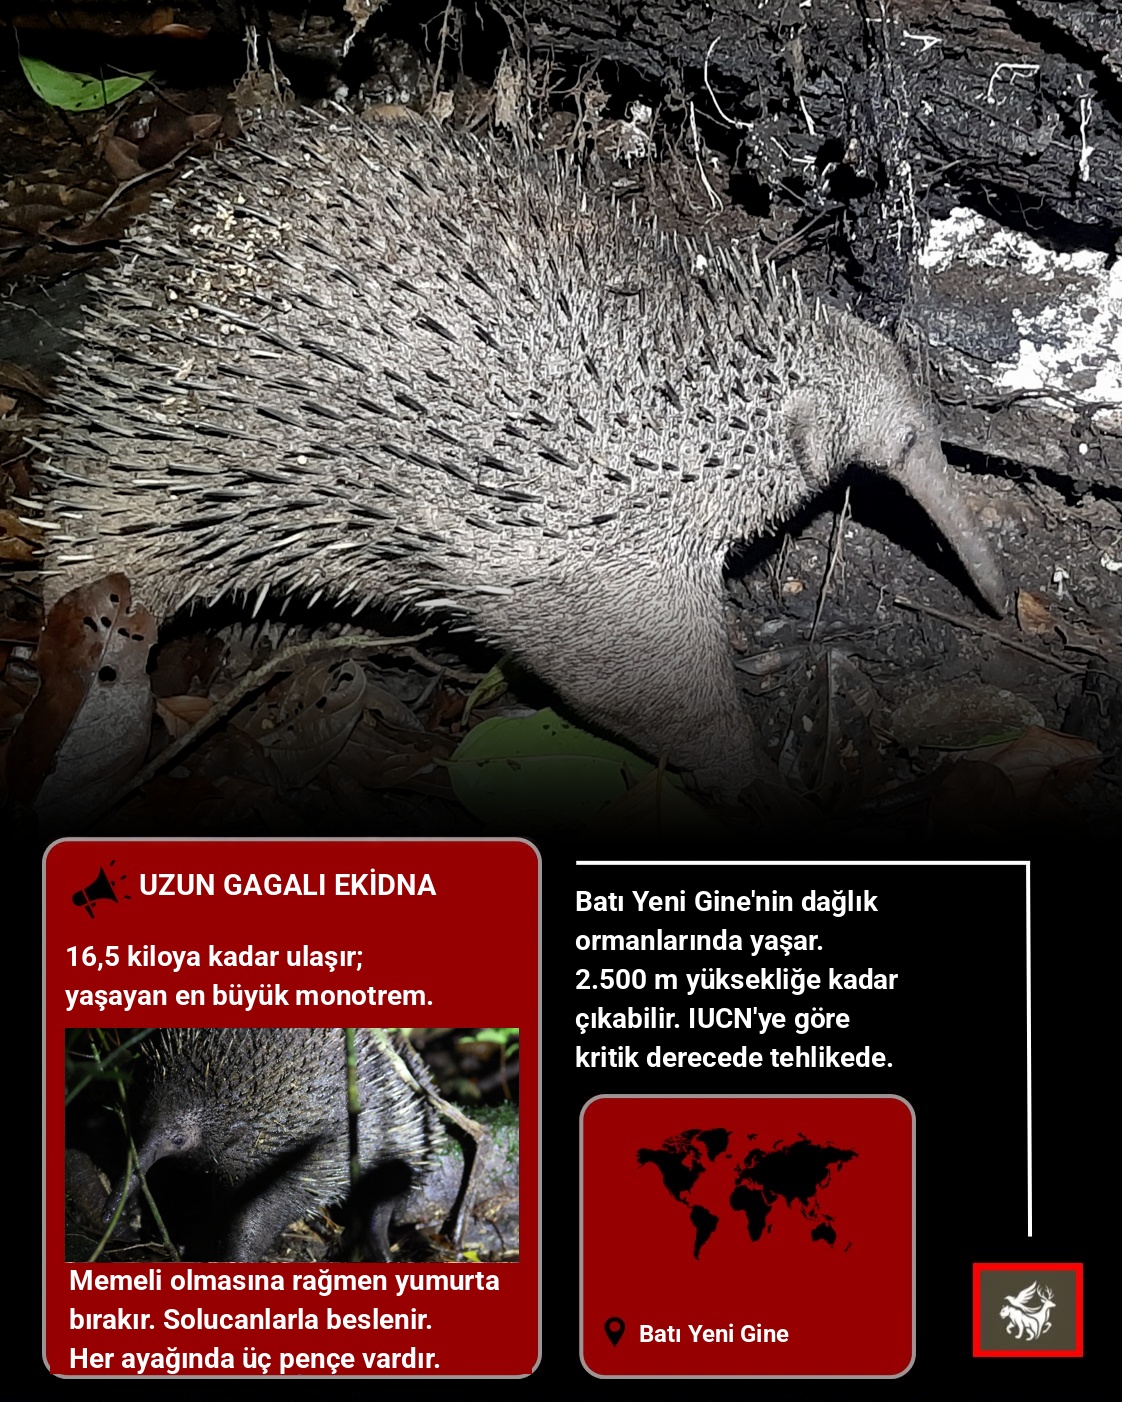 UZUN GAGALI EKİDNA
16,5 kiloya kadar ulaşır;
yaşayan en büyük monotrem.
Memeli olmasına rağmen yumurta
bırakır. Solucanlarla beslenir.
Her ayağında üç pençe vardır.
Batı Yeni Gine'nin dağlık
ormanlarında yaşar.
2.500 m yüksekliğe kadar
çıkabilir. IUCN'ye göre
kritik derecede tehlikede.
Batı Yeni Gine